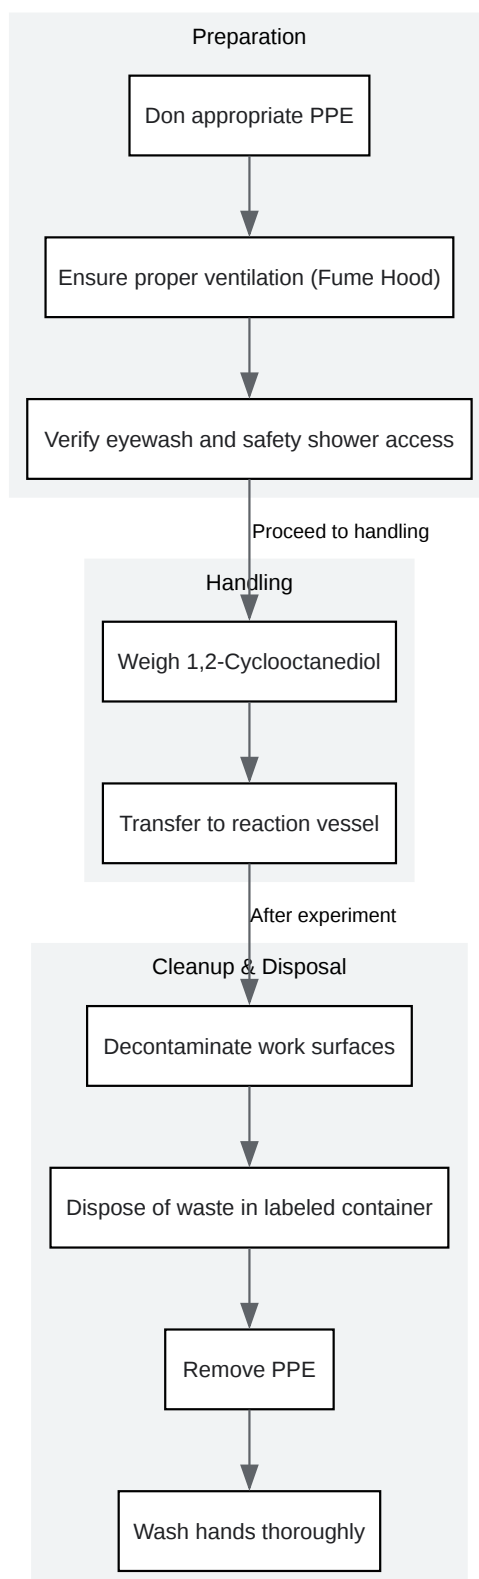 Preparation
Don appropriate PPE
Ensure proper ventilation (Fume Hood)
Verify eyewash and safety shower access
Proceed to handling
Handling
Weigh 1,2-Cyclooctanediol
Transfer to reaction vessel
After experiment
Cleanup & Disposal
Decontaminate work surfaces
Dispose of waste in labeled container
Remove PPE
Wash hands thoroughly